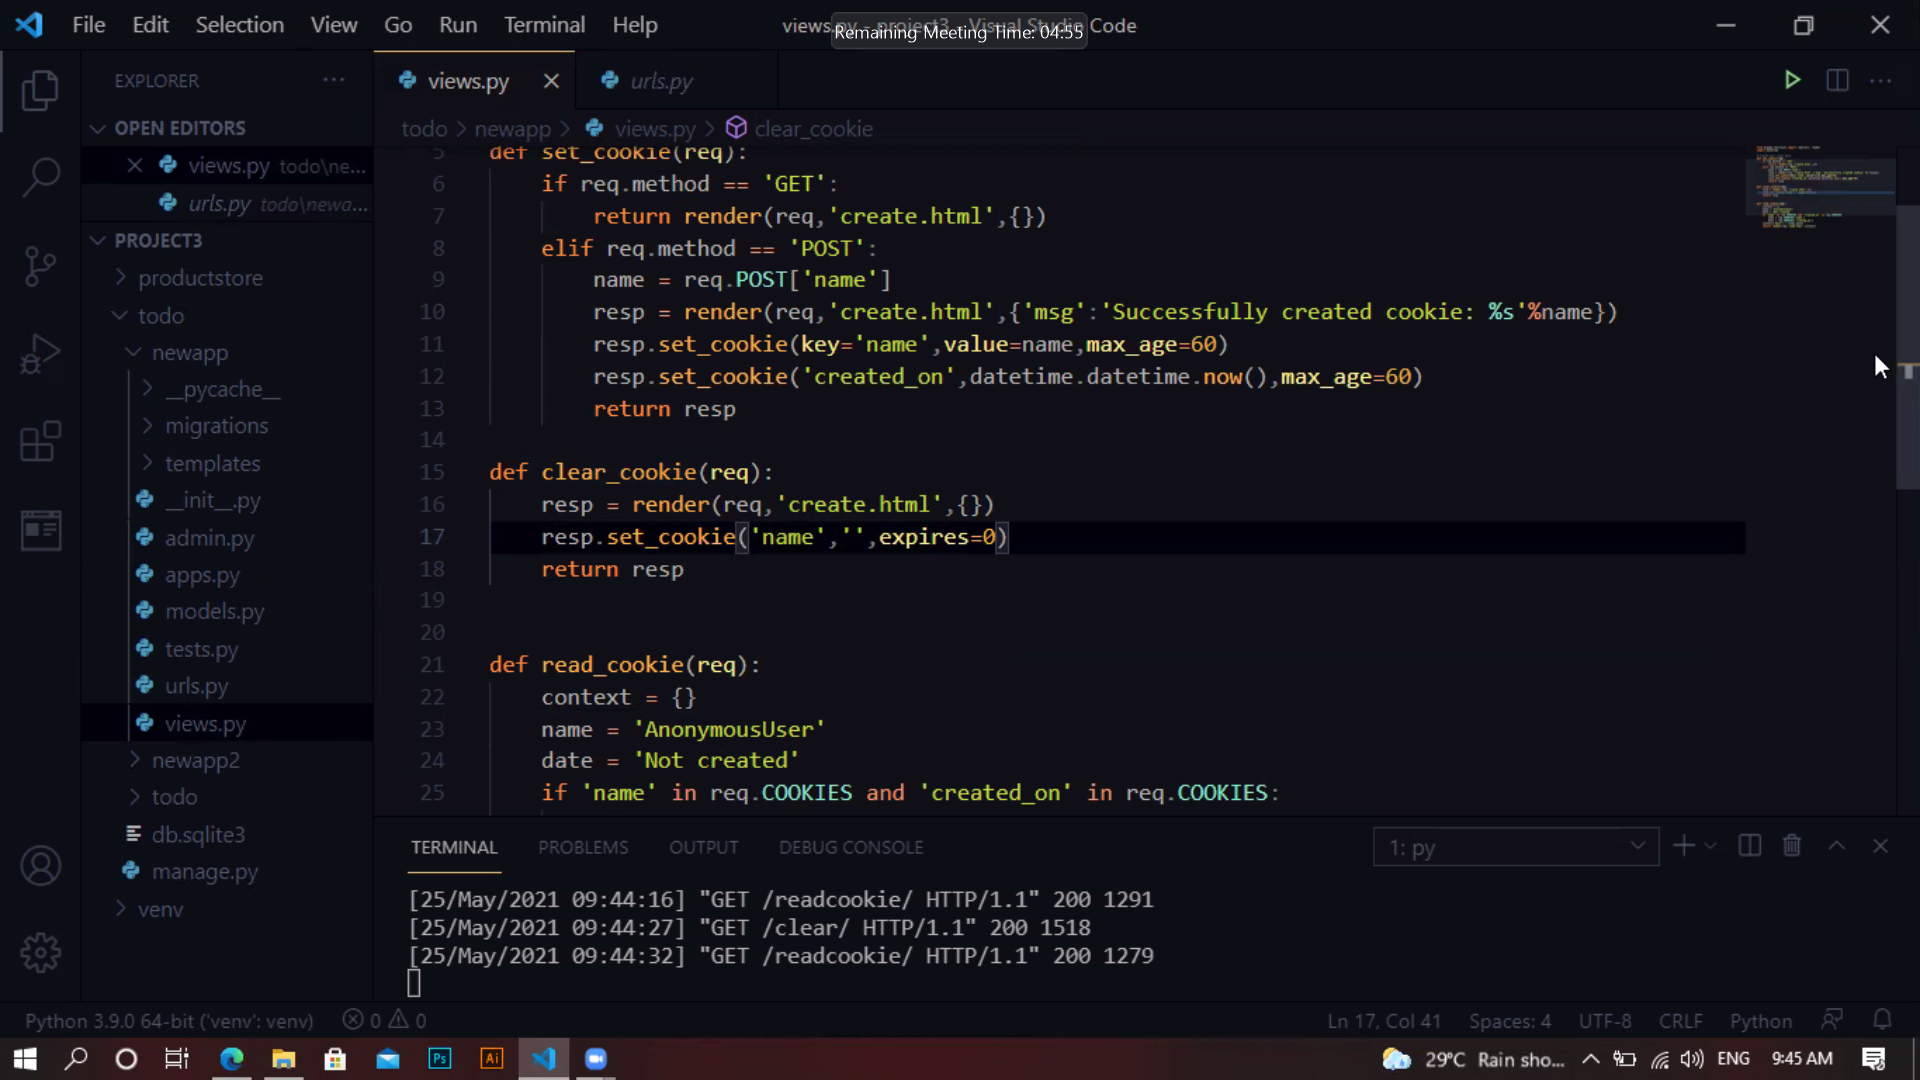 File Edit Selection View Go Run Terminal Help
views.py - project3 - Visual Studio Code
Remaining Meeting Time: 04:55
EXPLORER ...
views.py
urls.py
OPEN EDITORS
views.py todo\ne...
urls.py todo\newa...
PROJECT3
productstore
todo
newapp
__pycache__
migrations
templates
__init__.py
admin.py
apps.py
models.py
tests.py
urls.py
views.py
newapp2
todo
db.sqlite3
manage.py
venv
todo > newapp > views.py > clear_cookie
5 def set_cookie(req):
6 if req.method == 'GET':
7 return render(req,'create.html',{})
8 elif req.method == 'POST':
9 name = req.POST['name']
10 resp = render(req,'create.html',{'msg':'Successfully created cookie: %s'%name})
11 resp.set_cookie(key='name',value=name,max_age=60)
12 resp.set_cookie('created_on',datetime.datetime.now(),max_age=60)
13 return resp
14
15 def clear_cookie(req):
16 resp = render(req,'create.html',{})
17 resp.set_cookie('name','',expires=0)
18 return resp
19
20
21 def read_cookie(req):
22 context = {}
23 name = 'AnonymousUser'
24 date = 'Not created'
25 if 'name' in req.COOKIES and 'created_on' in req.COOKIES:
TERMINAL PROBLEMS OUTPUT DEBUG CONSOLE
1: py
[25/May/2021 09:44:16] "GET /readcookie/ HTTP/1.1" 200 1291
[25/May/2021 09:44:27] "GET /clear/ HTTP/1.1" 200 1518
[25/May/2021 09:44:32] "GET /readcookie/ HTTP/1.1" 200 1279
Python 3.9.0 64-bit ('venv': venv) 0 0
Ln 17, Col 41 Spaces: 4 UTF-8 CRLF Python
Ps Ai
29°C Rain sho... ENG 9:45 AM